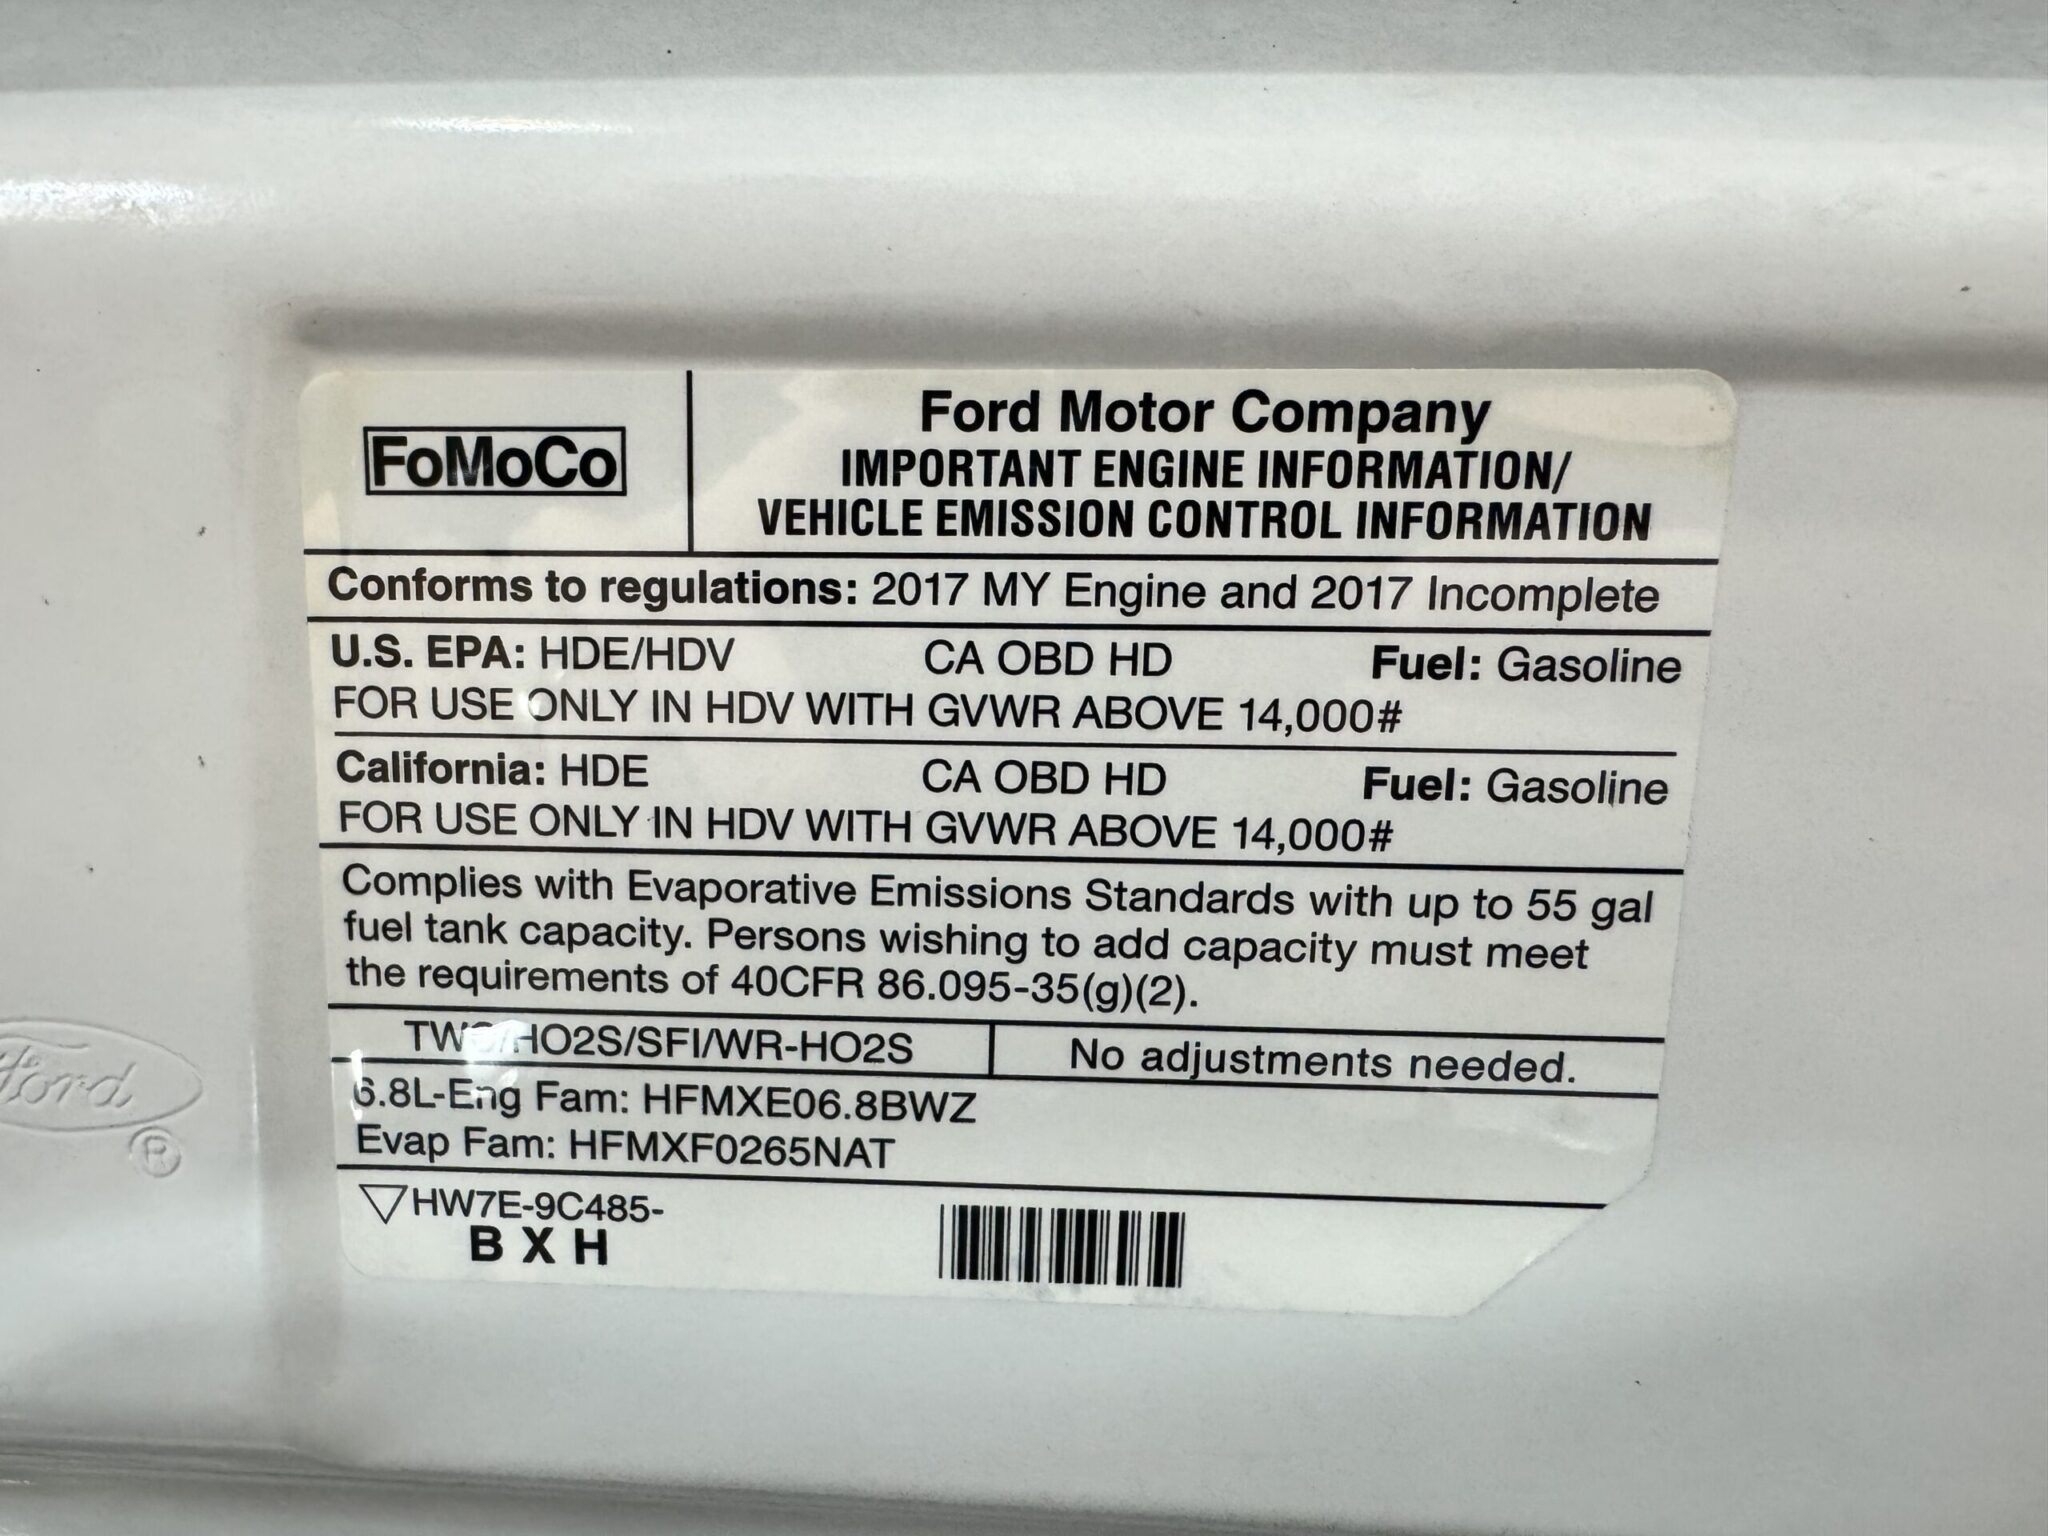 FoMoCo
Ford Motor Company
IMPORTANT ENGINE INFORMATION/
VEHICLE EMISSION CONTROL INFORMATION
Conforms to regulations: 2017 MY Engine and 2017 Incomplete
U.S. EPA: HDE/HDV CA OBD HD Fuel: Gasoline
FOR USE ONLY IN HDV WITH GVWR ABOVE 14,000#
California: HDE CA OBD HD Fuel: Gasoline
FOR USE ONLY IN HDV WITH GVWR ABOVE 14,000#
Complies with Evaporative Emissions Standards with up to 55 gal
fuel tank capacity. Persons wishing to add capacity must meet
the requirements of 40CFR 86.095-35(g)(2).
TWC/HO2S/SFI/WR-HO2S No adjustments needed.
6.8L-Eng Fam: HFMXE06.8BWZ
Evap Fam: HFMXF0265NAT
▽HW7E-9C485-
B X H
Ford
®